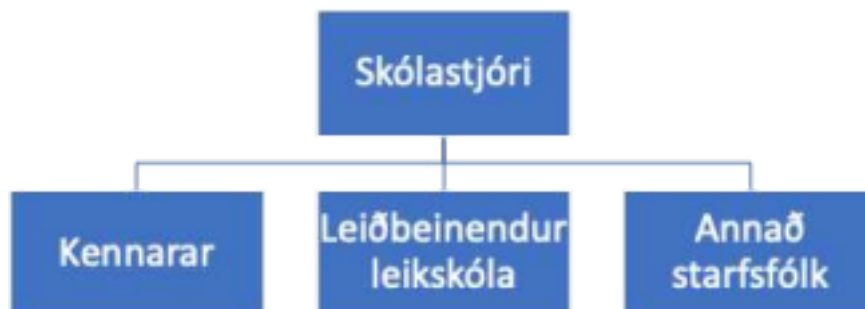 Skólastjóri
Kennarar
Leiðbeinendur
leikskóla
Annað
starfsfólk